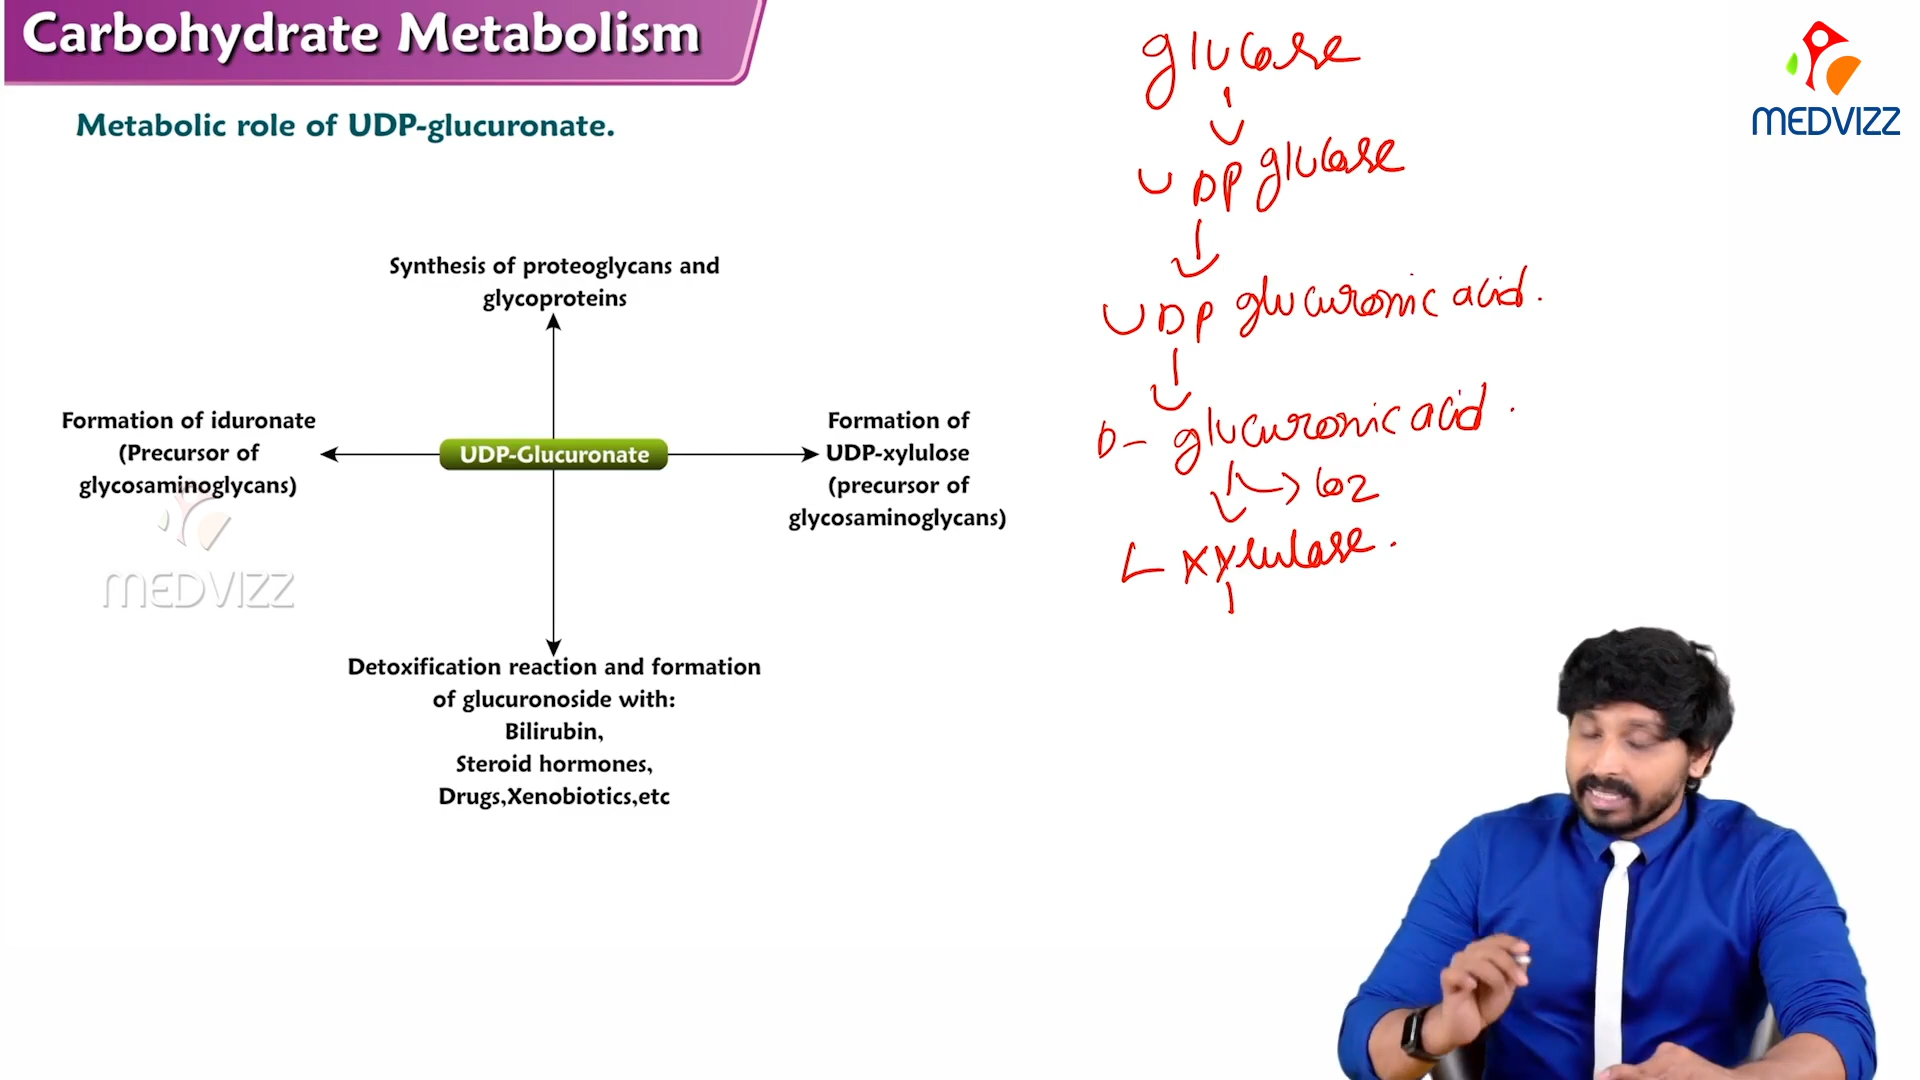 Carbohydrate Metabolism
MEDVIZZ
Metabolic role of UDP-glucuronate.
Synthesis of proteoglycans and
glycoproteins
Formation of iduronate
(Precursor of
glycosaminoglycans)
UDP-Glucuronate
Formation of
UDP-xylulose
(precursor of
glycosaminoglycans)
MEDVIZZ
Detoxification reaction and formation
of glucuronoside with:
Bilirubin,
Steroid hormones,
Drugs,Xenobiotics,etc
glucose
UDP glucose
UDP glucuronic acid.
D- glucuronic acid.
CO2
L xylulose.